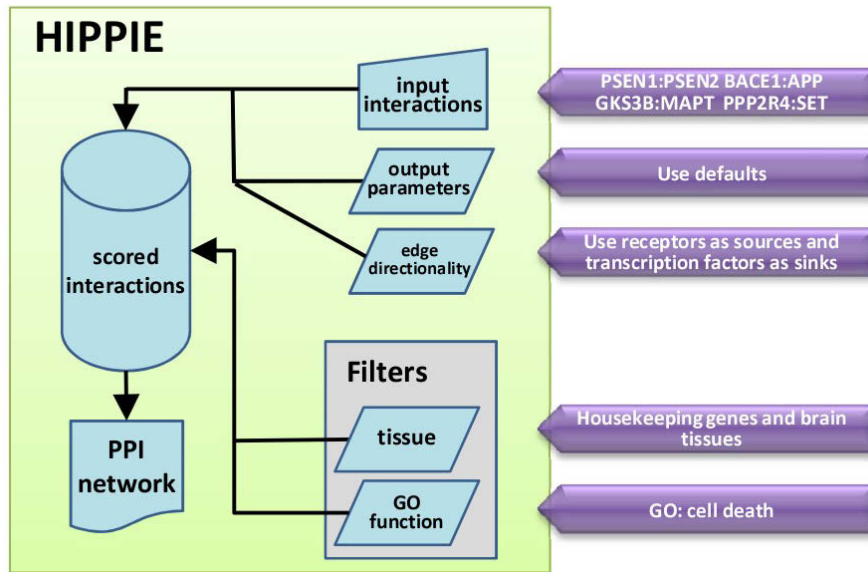 HIPPIE
input
interactions
PSEN1:PSEN2 BACE1:APP
GKS3B:MAPT PPP2R4:SET
output
parameters
Use defaults
edge
directionality
Use receptors as sources and
transcription factors as sinks
scored
interactions
Filters
tissue
Housekeeping genes and brain
tissues
GO
function
GO: cell death
PPI
network